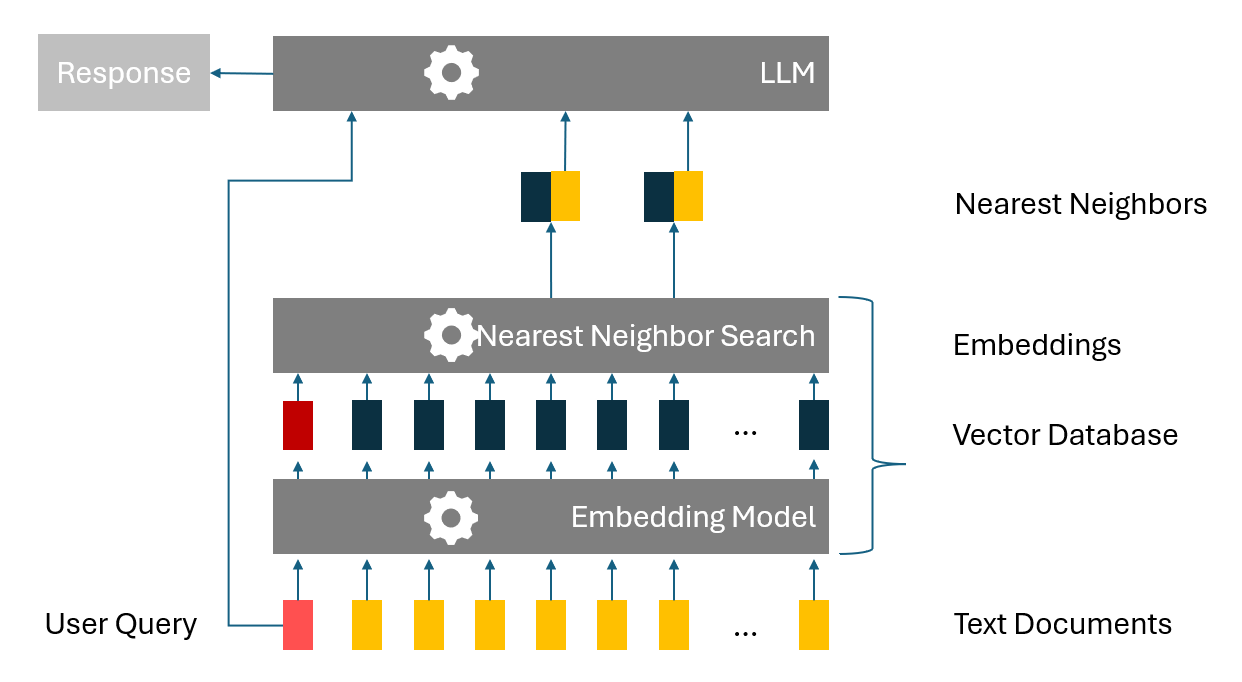 Response
LLM
Nearest Neighbors
Nearest Neighbor Search
Embeddings
...
Vector Database
Embedding Model
User Query
...
Text Documents